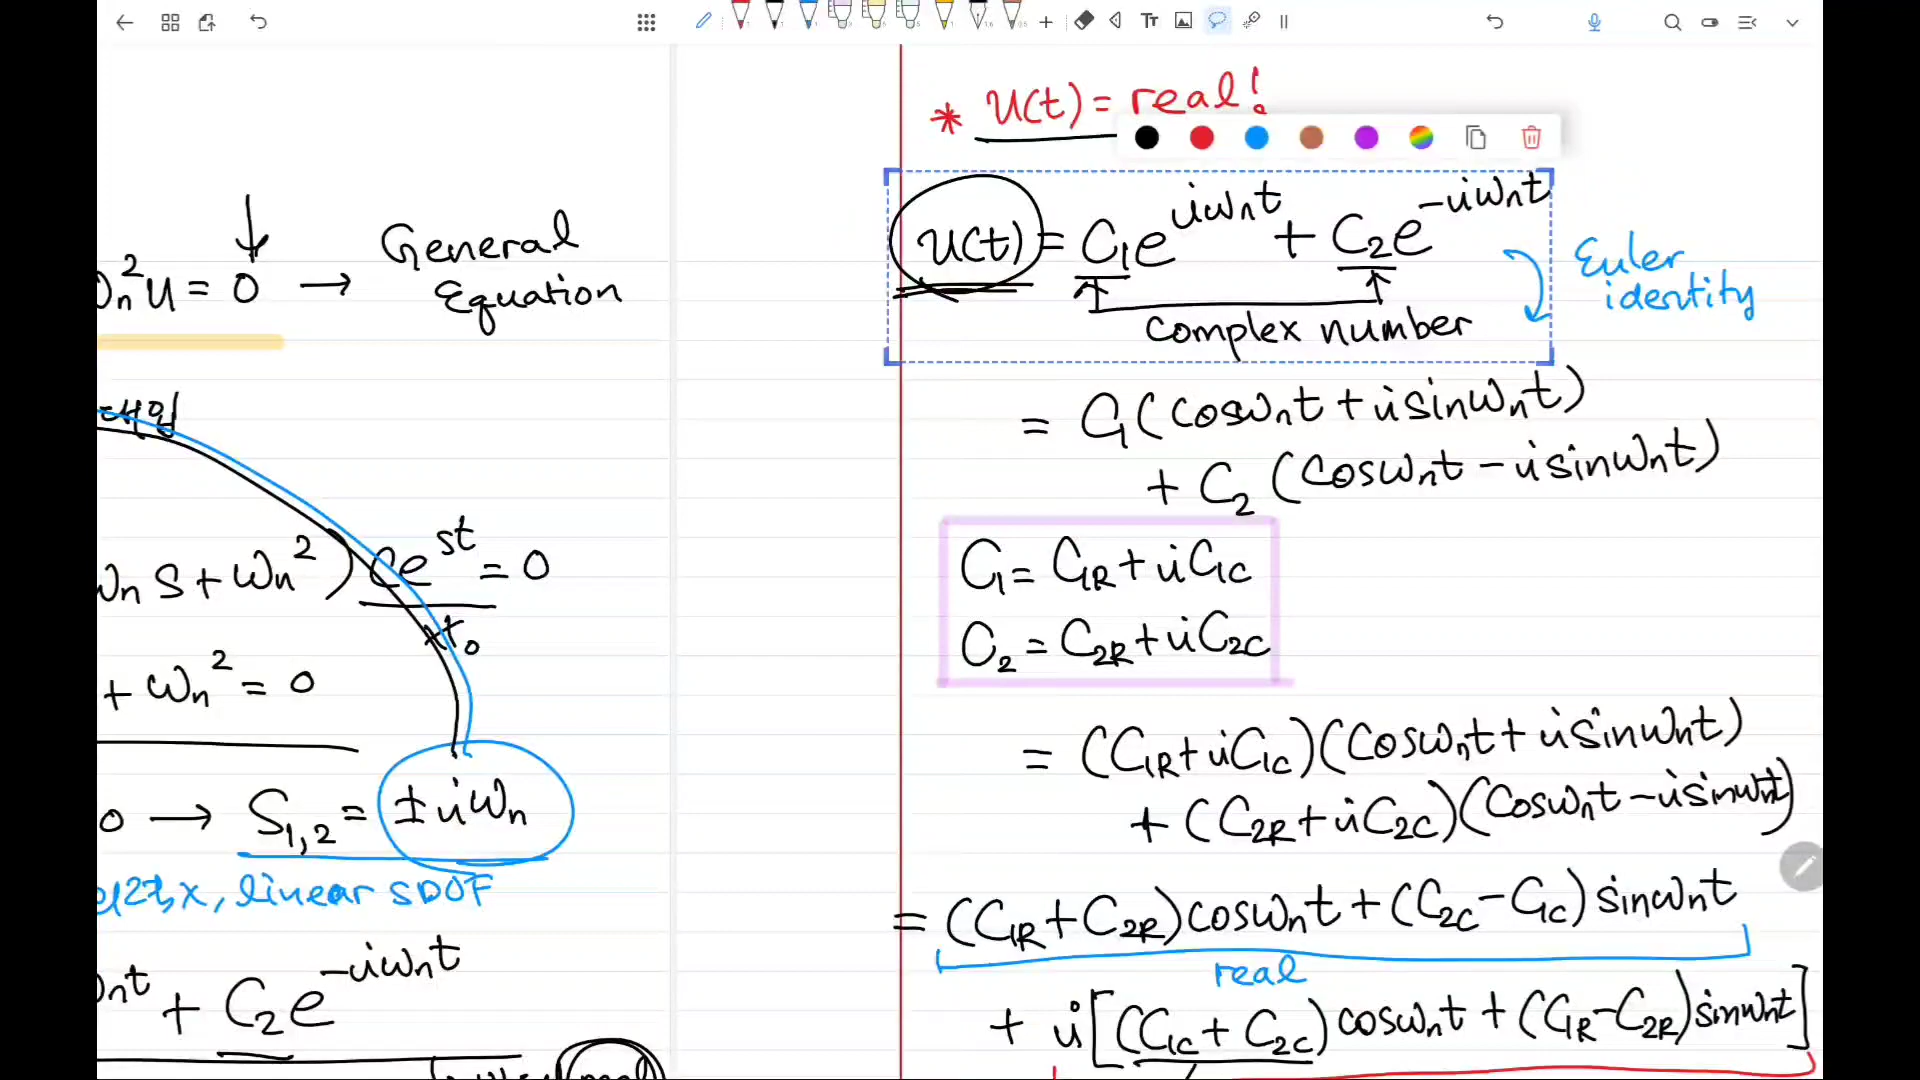 ωn²u = 0 → General
Equation
ωn s + ωn²) Ce^st = 0
≠0
+ ωn² = 0
0 → S1,2 = ±iωn
, linear SDOF
ωnt + C2e^-iωnt
* u(t) = real!
u(t) = C1e^iωnt + C2e^-iωnt
Euler
identity
complex number
= C1(cosωnt + isinωnt)
+ C2(cosωnt - isinωnt)
C1 = C1R + iC1C
C2 = C2R + iC2C
= (C1R + iC1C)(cosωnt + isinωnt)
+ (C2R + iC2C)(cosωnt - isinωnt)
= (C1R + C2R)cosωnt + (C2C - C1C)sinωnt
real
+ i[(C1C + C2C)cosωnt + (C1R - C2R)sinωnt]